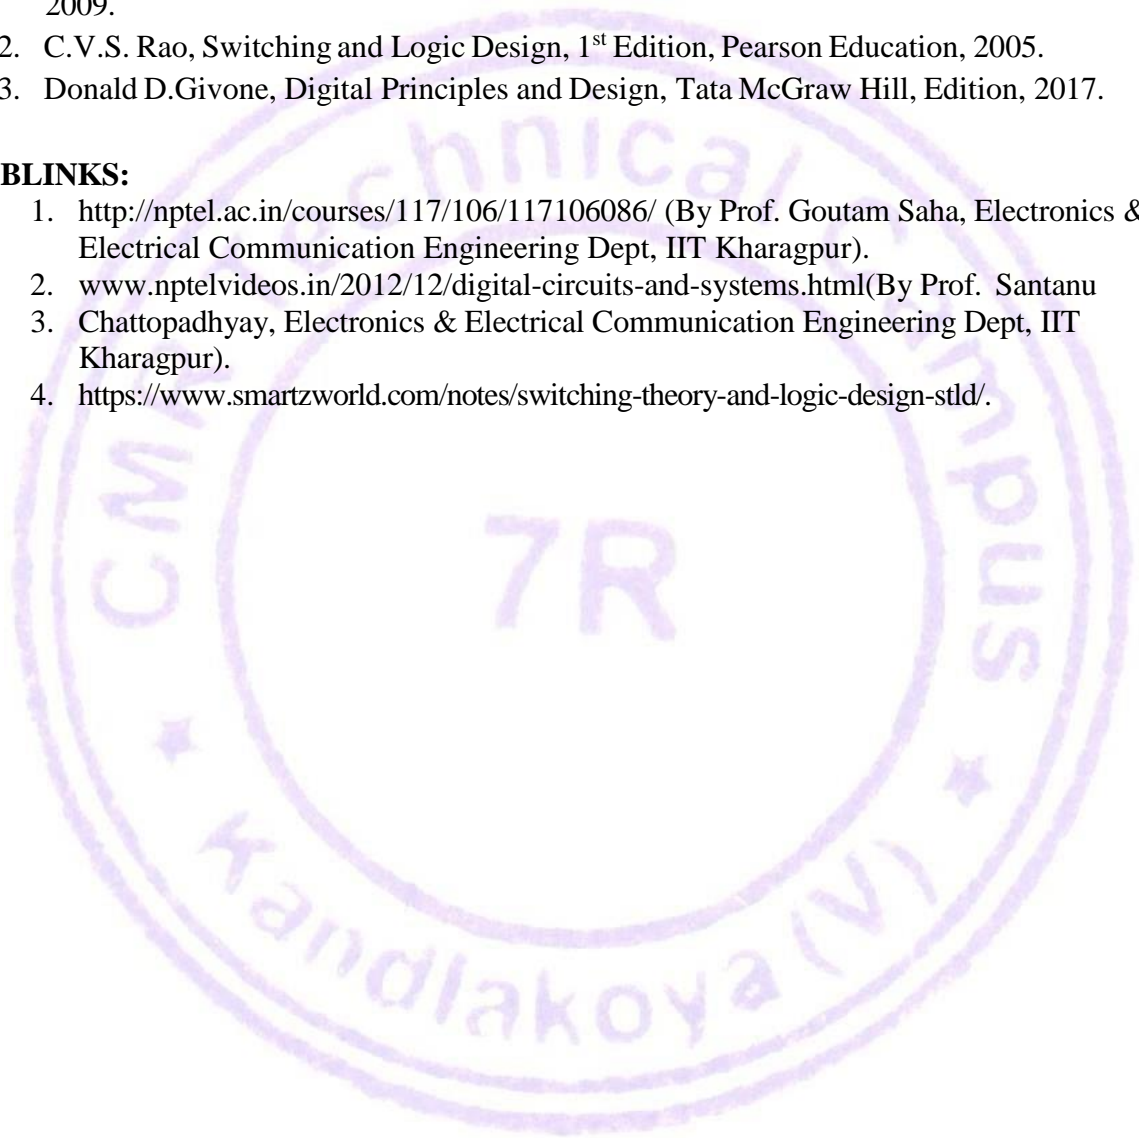 2009.
2. C.V.S. Rao, Switching and Logic Design, 1st Edition, Pearson Education, 2005.
3. Donald D.Givone, Digital Principles and Design, Tata McGraw Hill, Edition, 2017.
BLINKS:
1. http://nptel.ac.in/courses/117/106/117106086/ (By Prof. Goutam Saha, Electronics &
Electrical Communication Engineering Dept, IIT Kharagpur).
2. www.nptelvideos.in/2012/12/digital-circuits-and-systems.html(By Prof. Santanu
3. Chattopadhyay, Electronics & Electrical Communication Engineering Dept, IIT
Kharagpur).
4. https://www.smartzworld.com/notes/switching-theory-and-logic-design-stld/.
Technical Campus
7R
Kandlakoya (V)